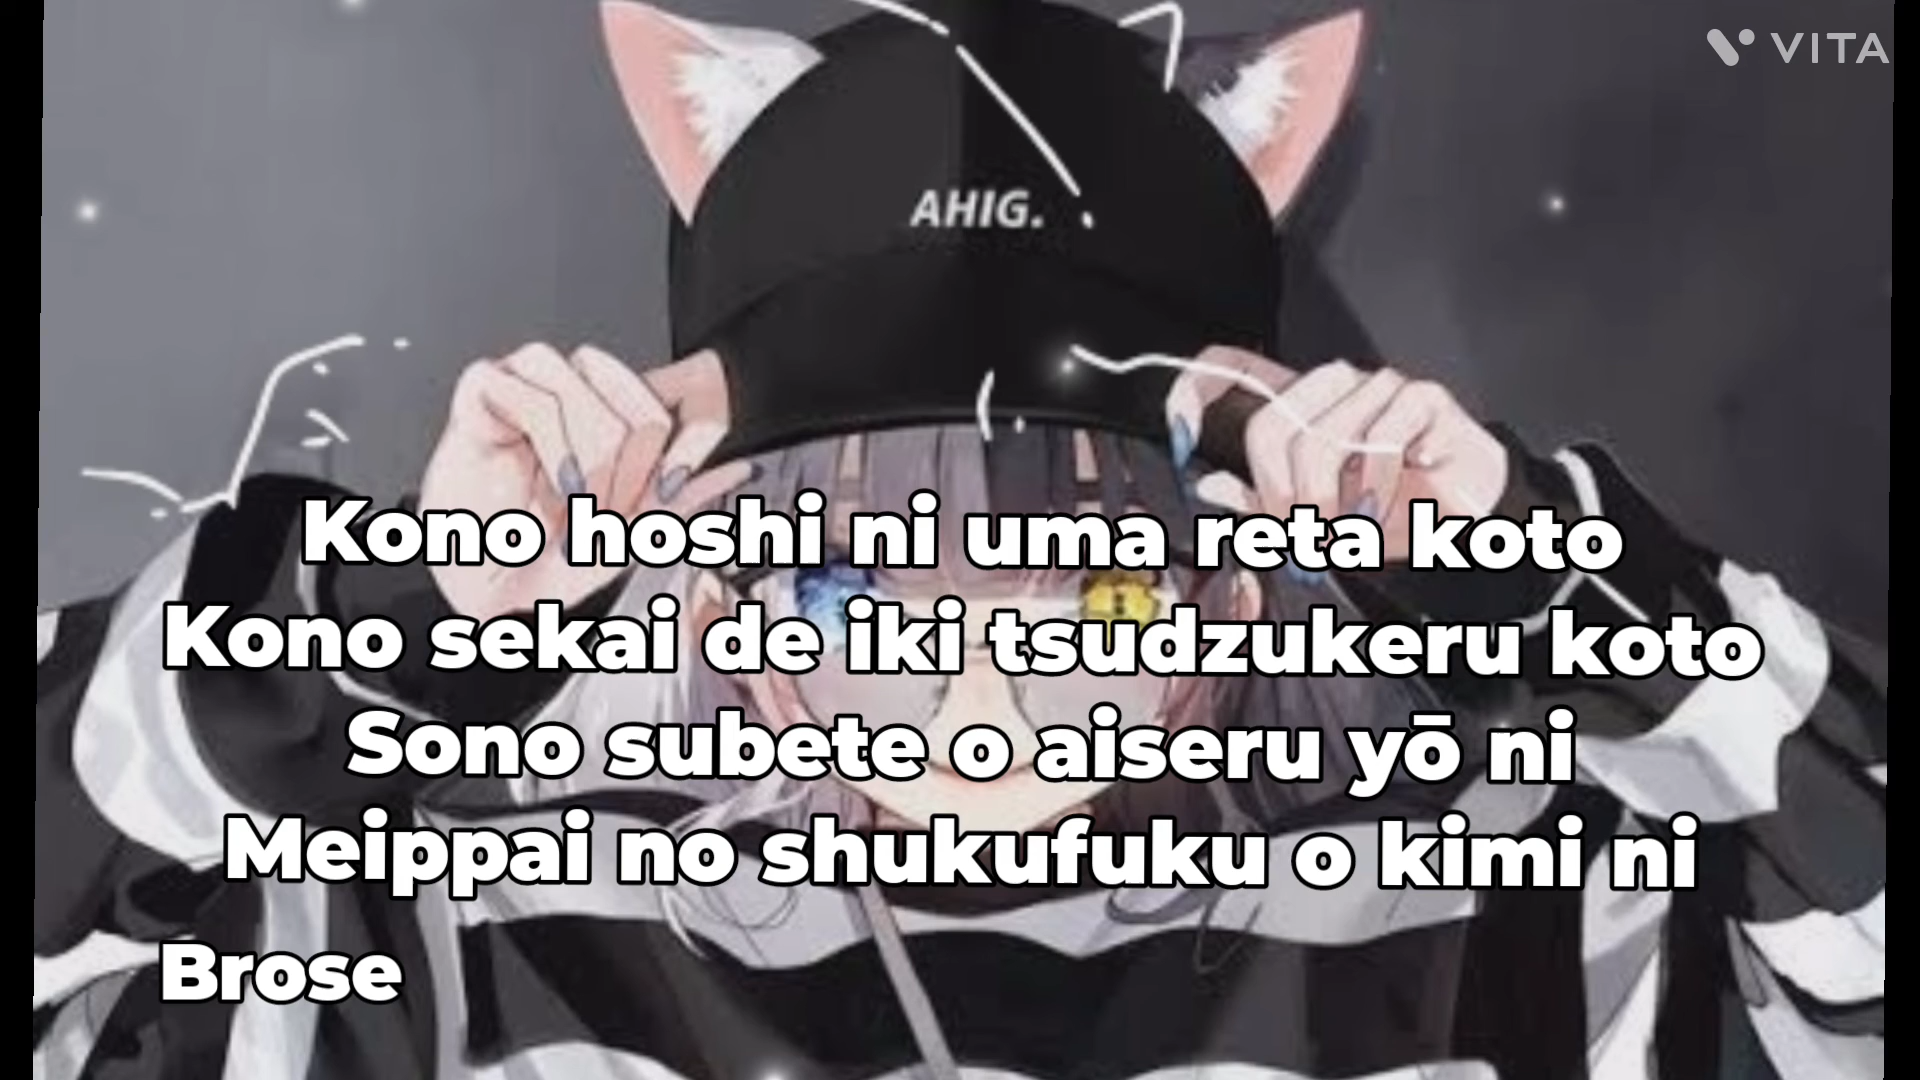 VITA
AHIG.
Kono hoshi ni uma reta koto
Kono sekai de iki tsudzukeru koto
Sono subete o aiseru yō ni
Meippai no shukufuku o kimi ni
Brose